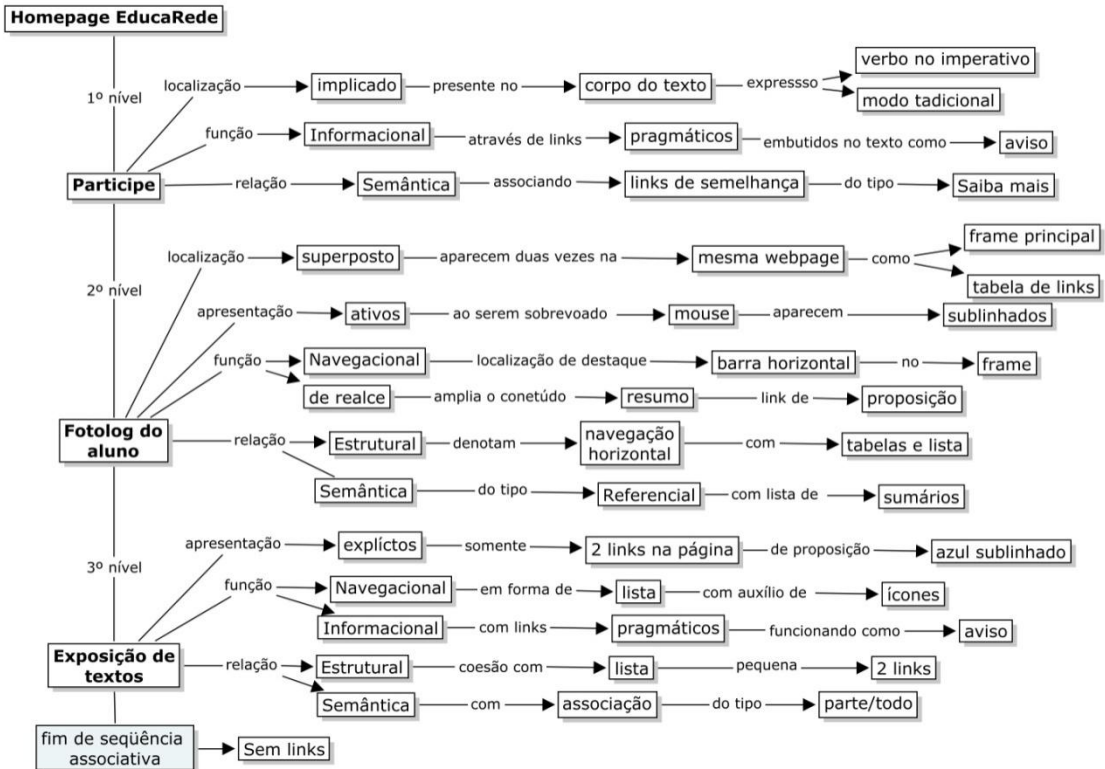 Homepage EducaRede
1º nível
localização implicado presente no corpo do texto expressso verbo no imperativo
modo tadicional
função Informacional através de links pragmáticos embutidos no texto como aviso
Participe relação Semântica associando links de semelhança do tipo Saiba mais
2º nível
localização superposto aparecem duas vezes na mesma webpage como frame principal
tabela de links
apresentação ativos ao serem sobrevoado mouse aparecem sublinhados
função Navegacional localização de destaque barra horizontal no frame
de realce amplia o conetúdo resumo link de proposição
Fotolog do
aluno
relação Estrutural denotam navegação
horizontal com tabelas e lista
Semântica do tipo Referencial com lista de sumários
3º nível
apresentação explíctos somente 2 links na página de proposição azul sublinhado
função Navegacional em forma de lista com auxílio de ícones
Informacional com links pragmáticos funcionando como aviso
Exposição de
textos
relação Estrutural coesão com lista pequena 2 links
Semântica com associação do tipo parte/todo
fim de seqüência
associativa
Sem links